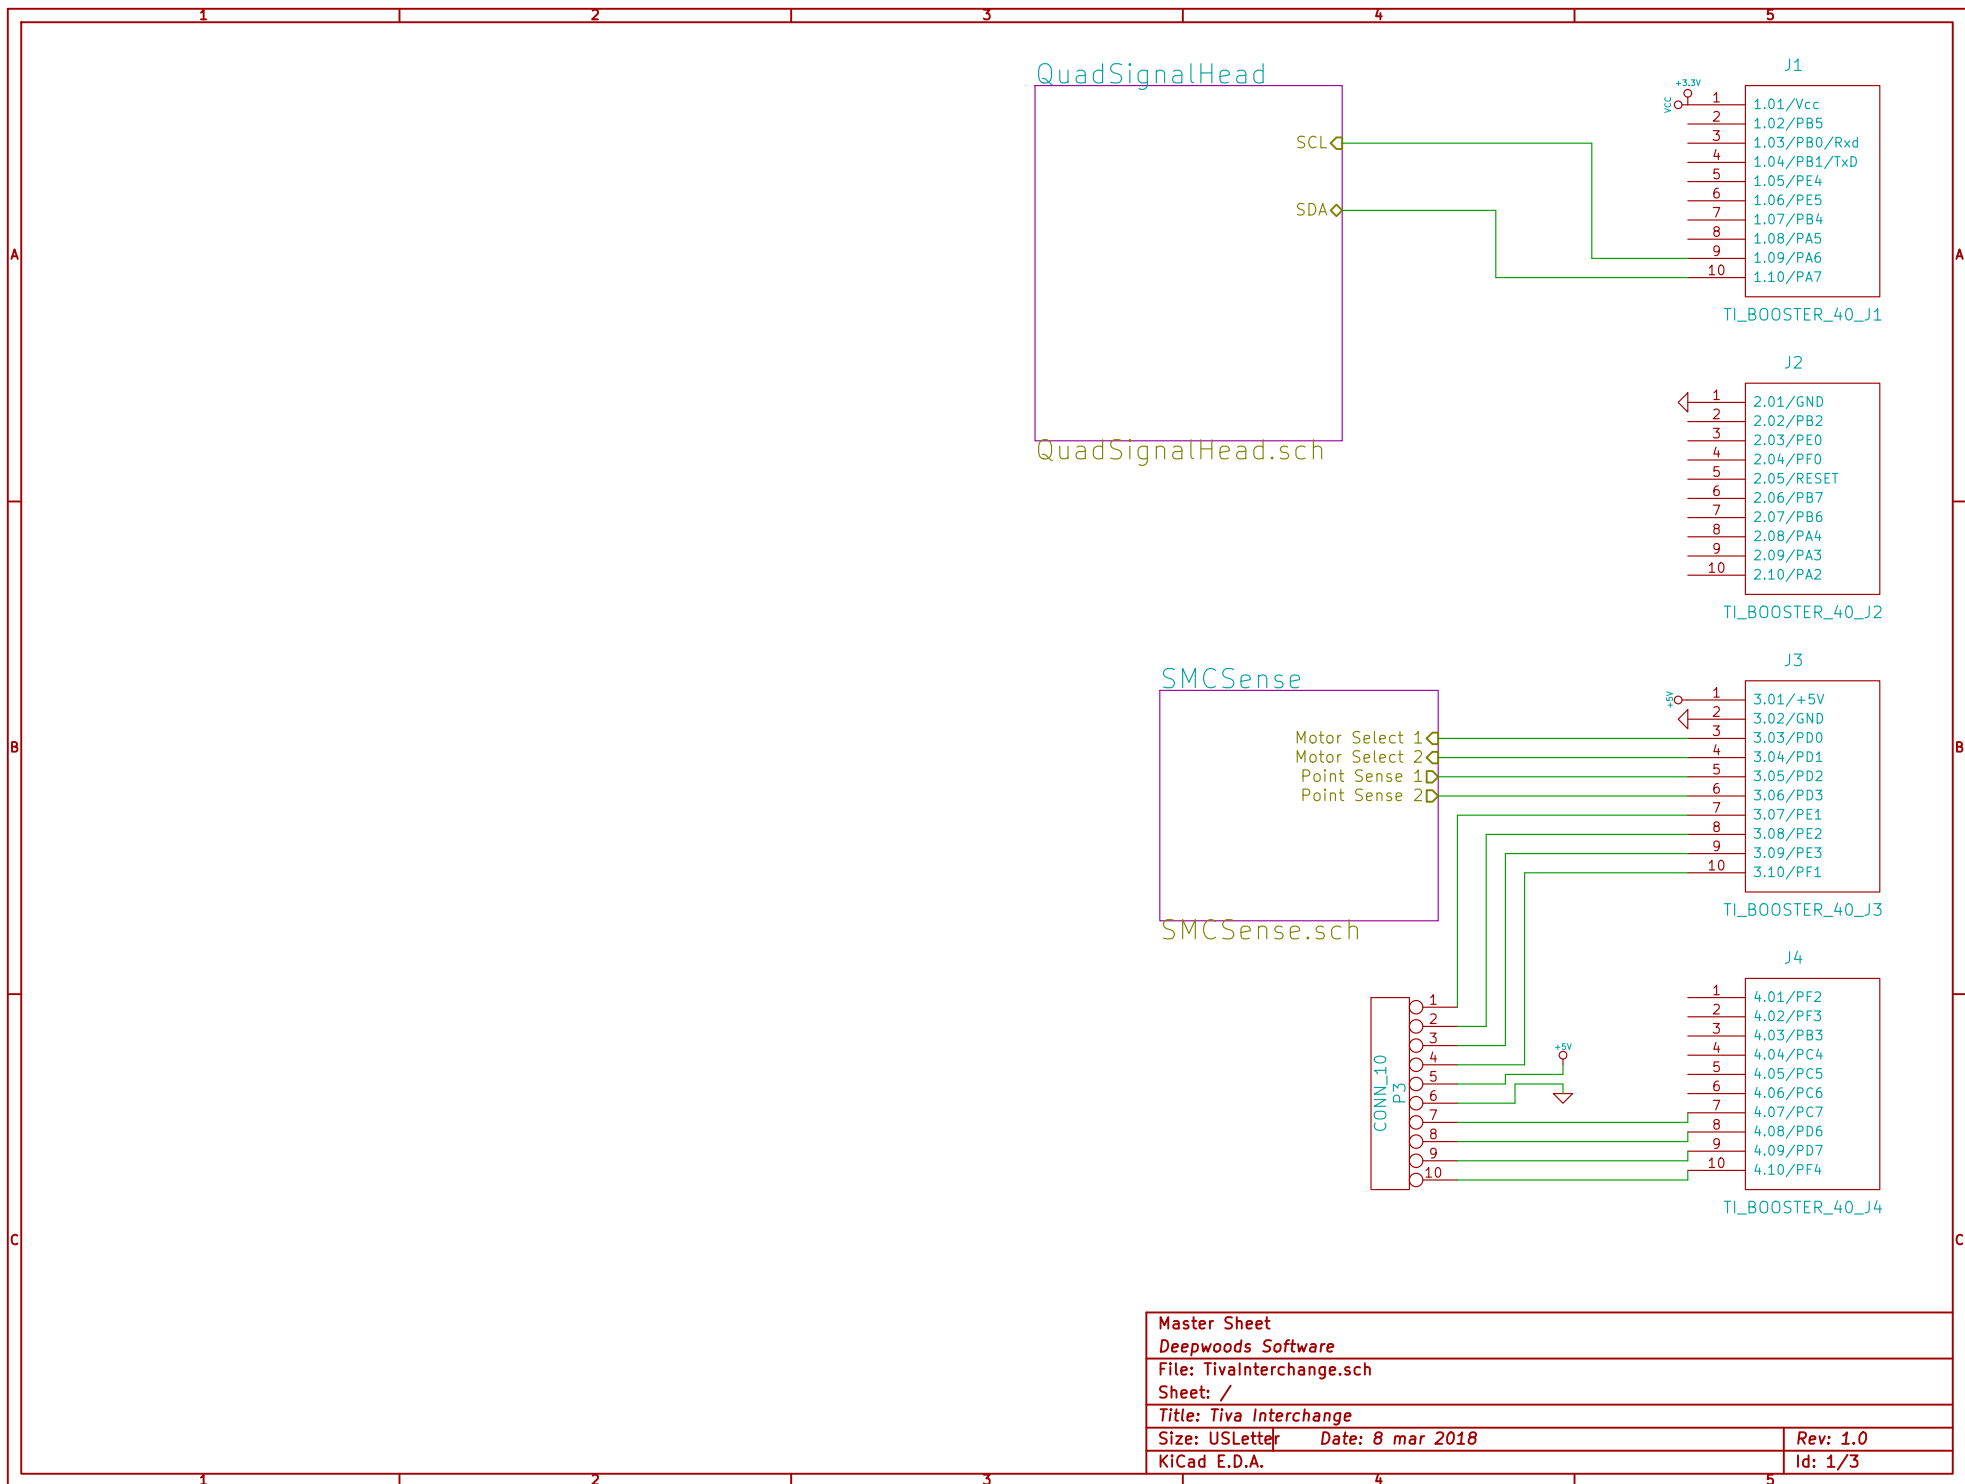 1 2 3 4 5
A
B
C
A
B
C
QuadSignalHead
SCL
SDA
QuadSignalHead.sch
J1
+3.3V
VCC
1 1.01/Vcc
2 1.02/PB5
3 1.03/PB0/Rxd
4 1.04/PB1/TxD
5 1.05/PE4
6 1.06/PE5
7 1.07/PB4
8 1.08/PA5
9 1.09/PA6
10 1.10/PA7
TI_BOOSTER_40_J1
J2
1 2.01/GND
2 2.02/PB2
3 2.03/PE0
4 2.04/PF0
5 2.05/RESET
6 2.06/PB7
7 2.07/PB6
8 2.08/PA4
9 2.09/PA3
10 2.10/PA2
TI_BOOSTER_40_J2
SMCSense
Motor Select 1
Motor Select 2
Point Sense 1
Point Sense 2
SMCSense.sch
J3
+5V
1 3.01/+5V
2 3.02/GND
3 3.03/PD0
4 3.04/PD1
5 3.05/PD2
6 3.06/PD3
7 3.07/PE1
8 3.08/PE2
9 3.09/PE3
10 3.10/PF1
TI_BOOSTER_40_J3
CONN_10
P3
1
2
3
4
5
6
7
8
9
10
+5V
J4
1 4.01/PF2
2 4.02/PF3
3 4.03/PB3
4 4.04/PC4
5 4.05/PC5
6 4.06/PC6
7 4.07/PC7
8 4.08/PD6
9 4.09/PD7
10 4.10/PF4
TI_BOOSTER_40_J4
Master Sheet
Deepwoods Software
File: TivaInterchange.sch
Sheet: /
Title: Tiva Interchange
Size: USLetter Date: 8 mar 2018 Rev: 1.0
KiCad E.D.A. Id: 1/3
1 2 3 4 5